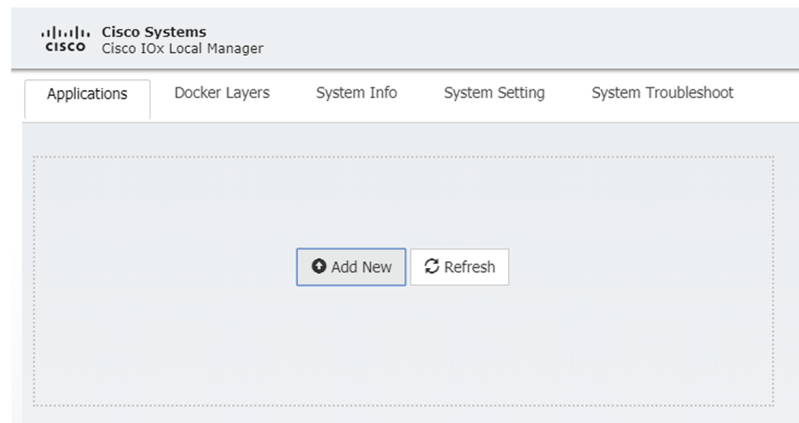 Cisco Systems
CISCO Cisco IOx Local Manager
Applications Docker Layers System Info System Setting System Troubleshoot
Add New Refresh